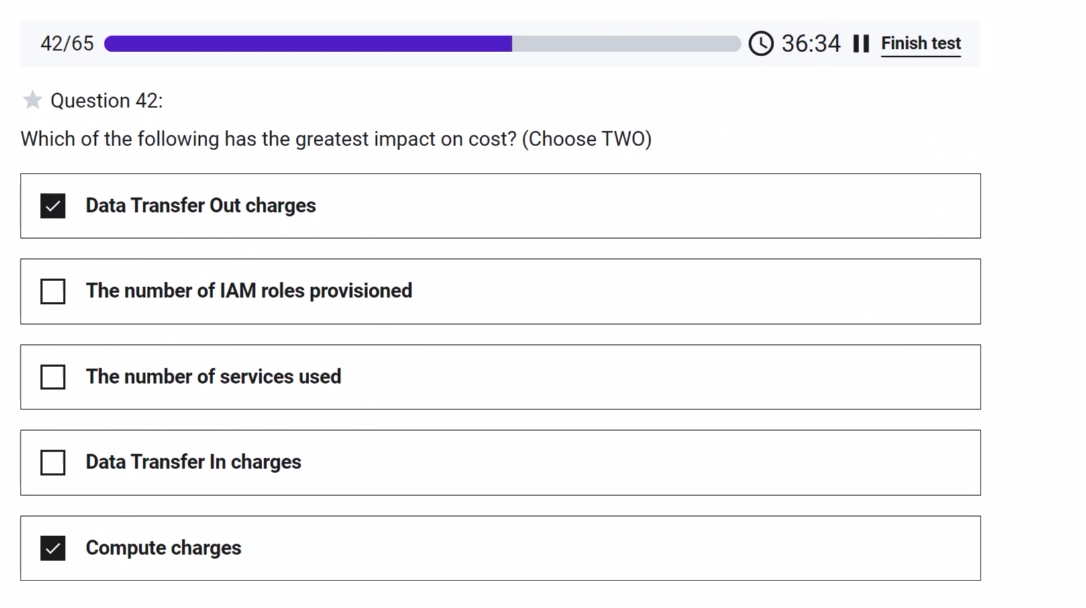 42/65 36:34 Finish test
Question 42:
Which of the following has the greatest impact on cost? (Choose TWO)
Data Transfer Out charges
The number of IAM roles provisioned
The number of services used
Data Transfer In charges
Compute charges